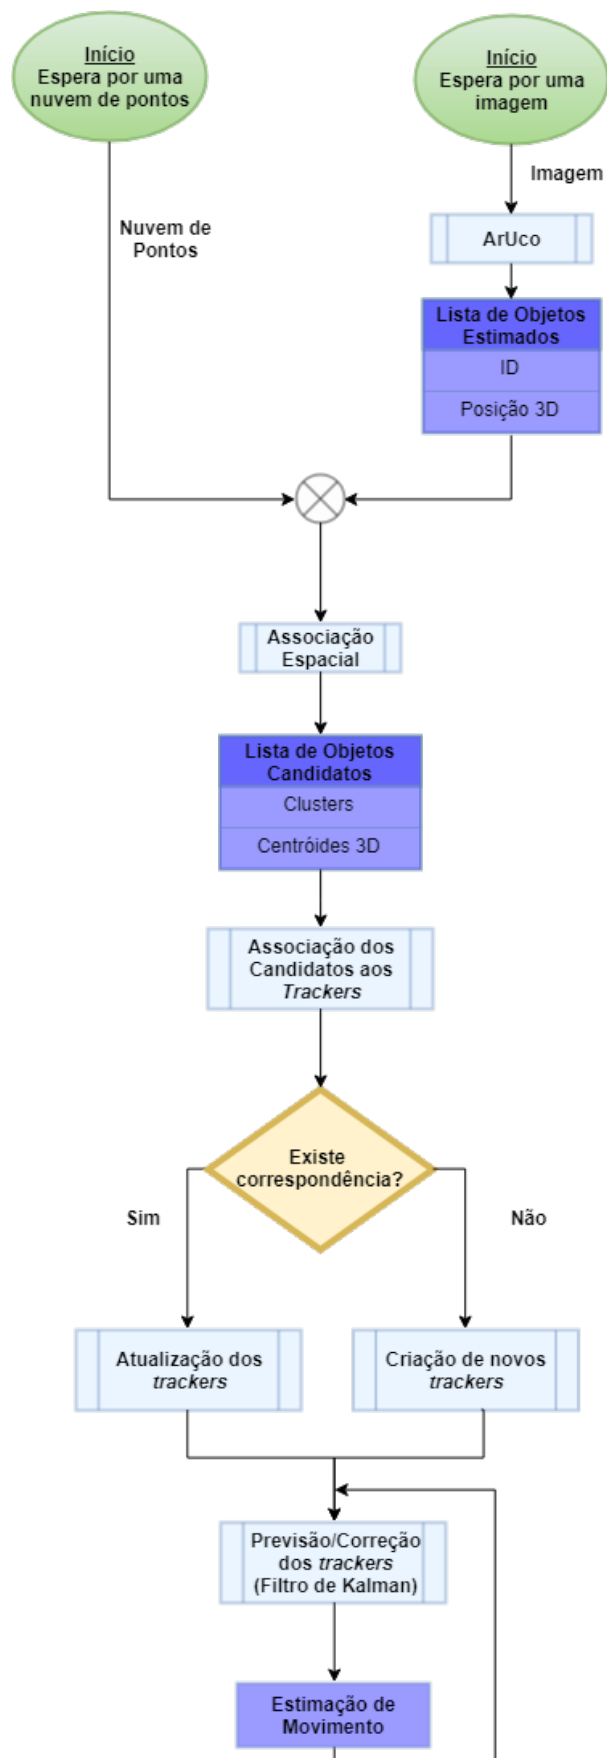 Início
Espera por uma
nuvem de pontos
Início
Espera por uma
imagem
Imagem
Nuvem de
Pontos
ArUco
Lista de Objetos
Estimados
ID
Posição 3D
Associação
Espacial
Lista de Objetos
Candidatos
Clusters
Centróides 3D
Associação dos
Candidatos aos
Trackers
Existe
correspondência?
Sim
Não
Atualização dos
trackers
Criação de novos
trackers
Previsão/Correção
dos trackers
(Filtro de Kalman)
Estimação de
Movimento